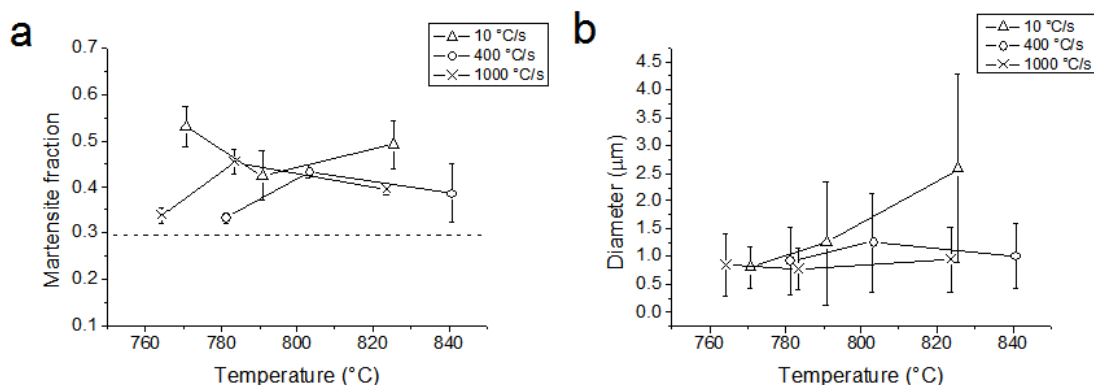 a
10 °C/s
400 °C/s
1000 °C/s
0.7
0.6
0.5
0.4
0.3
0.2
0.1
Martensite fraction
760
780
800
820
840
Temperature (°C)
b
10 °C/s
400 °C/s
1000 °C/s
4.5
4.0
3.5
3.0
2.5
2.0
1.5
1.0
0.5
0.0
Diameter (µm)
760
780
800
820
840
Temperature (°C)